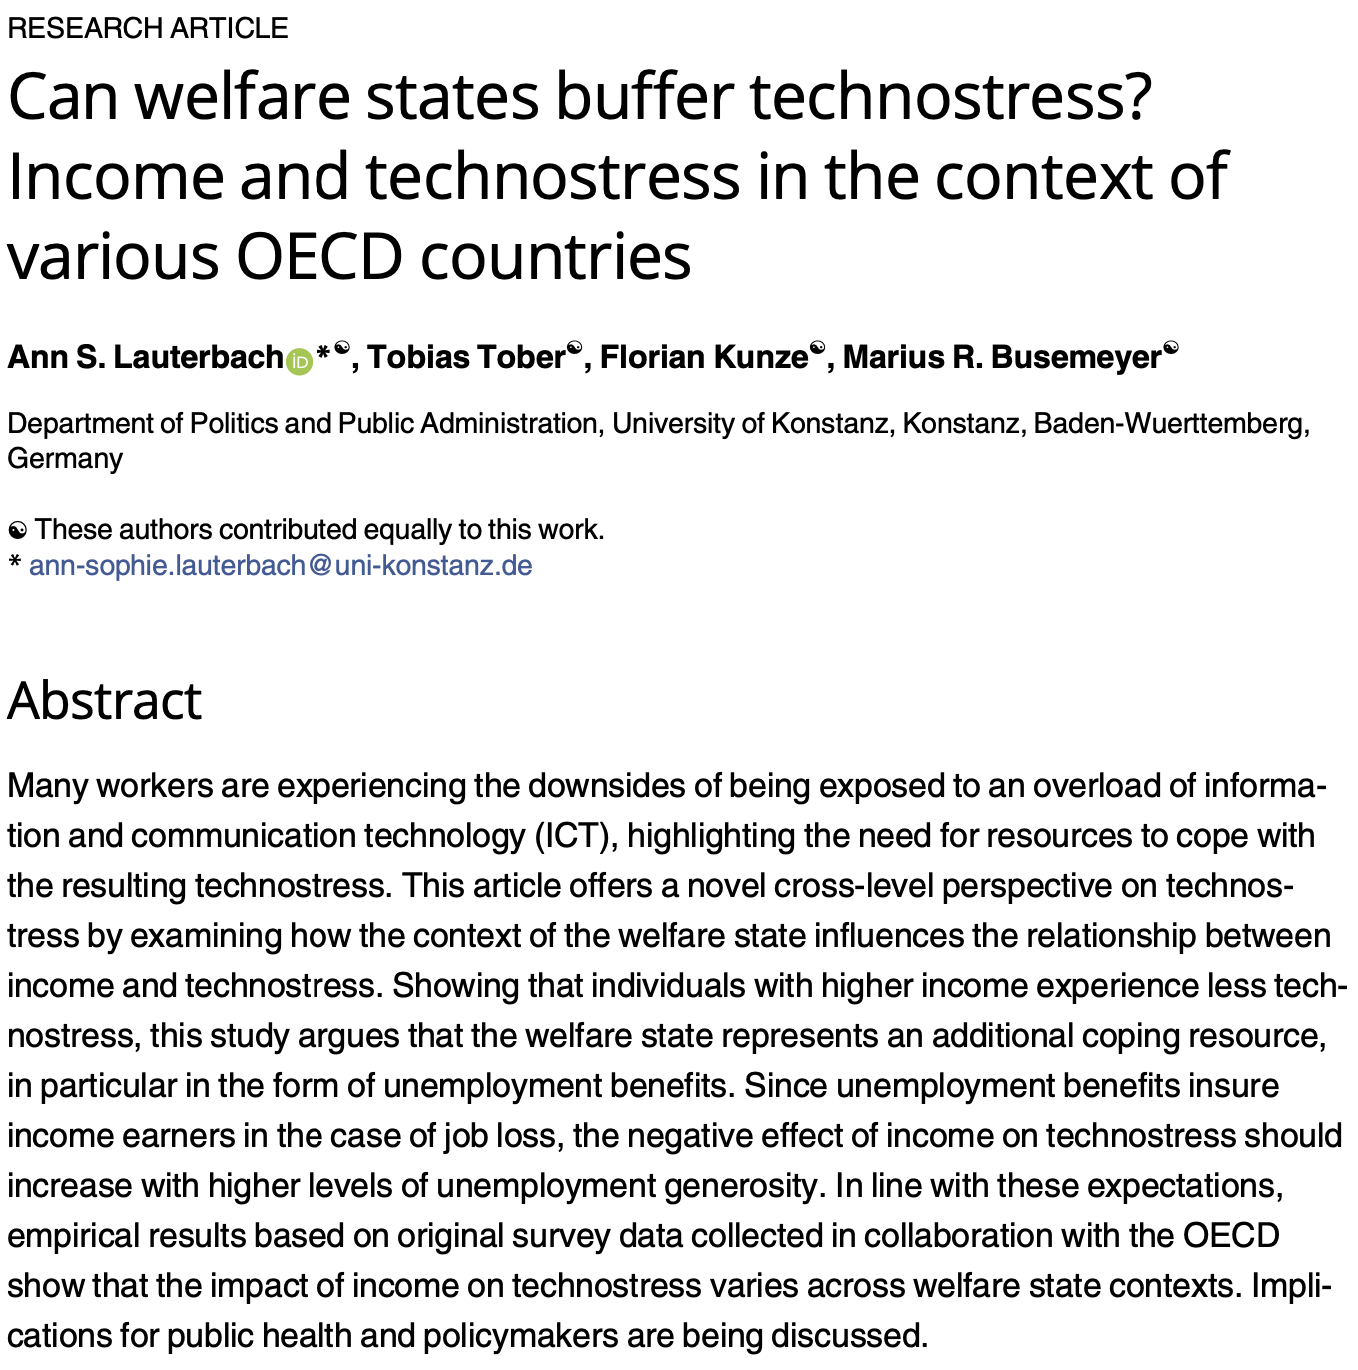 RESEARCH ARTICLE
Can welfare states buffer technostress?
Income and technostress in the context of
various OECD countries
Ann S. Lauterbach iD *☯, Tobias Tober☯, Florian Kunze☯, Marius R. Busemeyer☯
Department of Politics and Public Administration, University of Konstanz, Konstanz, Baden-Wuerttemberg,
Germany
☯ These authors contributed equally to this work.
* ann-sophie.lauterbach@uni-konstanz.de
Abstract
Many workers are experiencing the downsides of being exposed to an overload of informa-
tion and communication technology (ICT), highlighting the need for resources to cope with
the resulting technostress. This article offers a novel cross-level perspective on technos-
tress by examining how the context of the welfare state influences the relationship between
income and technostress. Showing that individuals with higher income experience less tech-
nostress, this study argues that the welfare state represents an additional coping resource,
in particular in the form of unemployment benefits. Since unemployment benefits insure
income earners in the case of job loss, the negative effect of income on technostress should
increase with higher levels of unemployment generosity. In line with these expectations,
empirical results based on original survey data collected in collaboration with the OECD
show that the impact of income on technostress varies across welfare state contexts. Impli-
cations for public health and policymakers are being discussed.